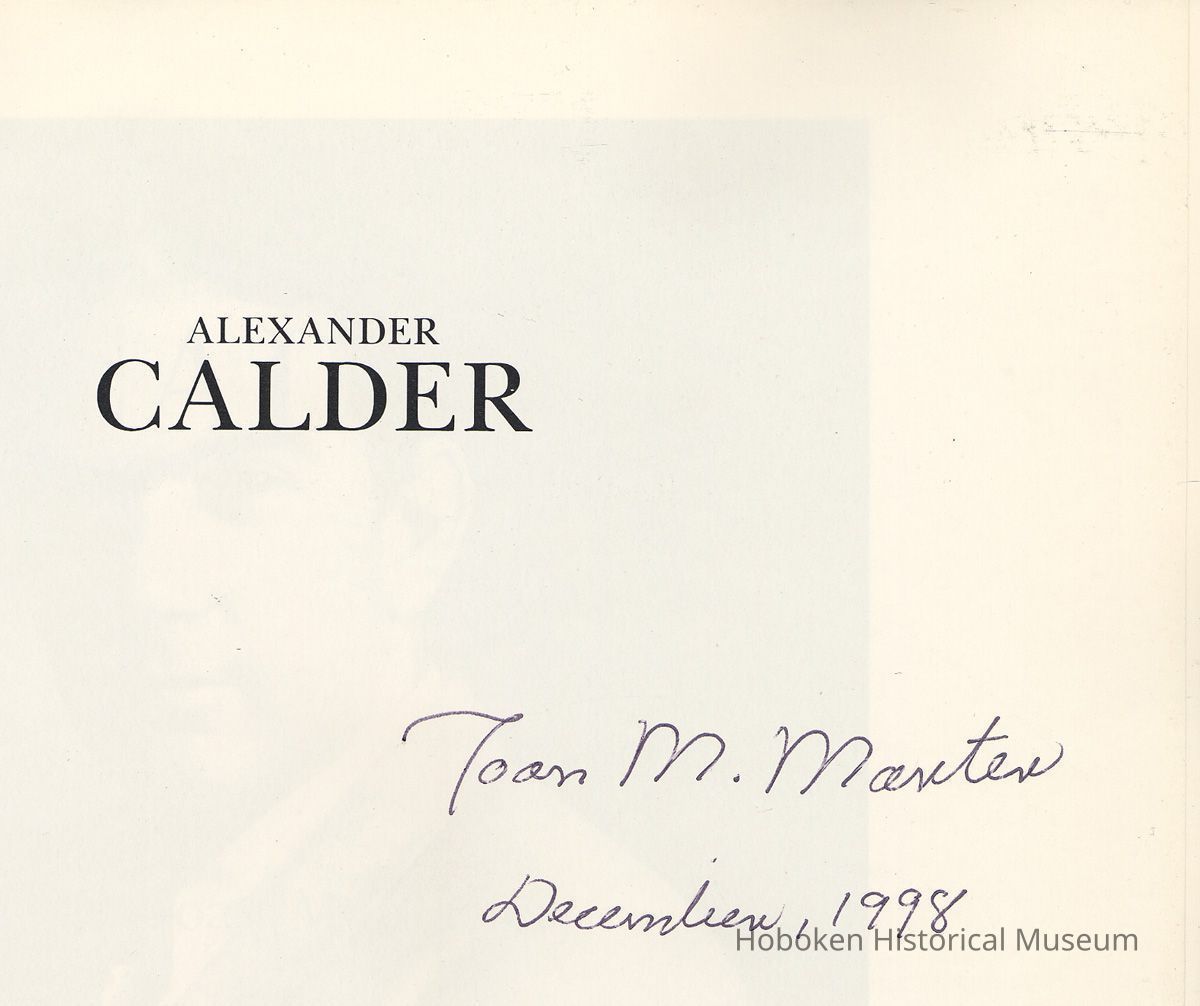 ALEXANDER
CALDER
Joan M. Marter
December, 1998
Hoboken Historical Museum